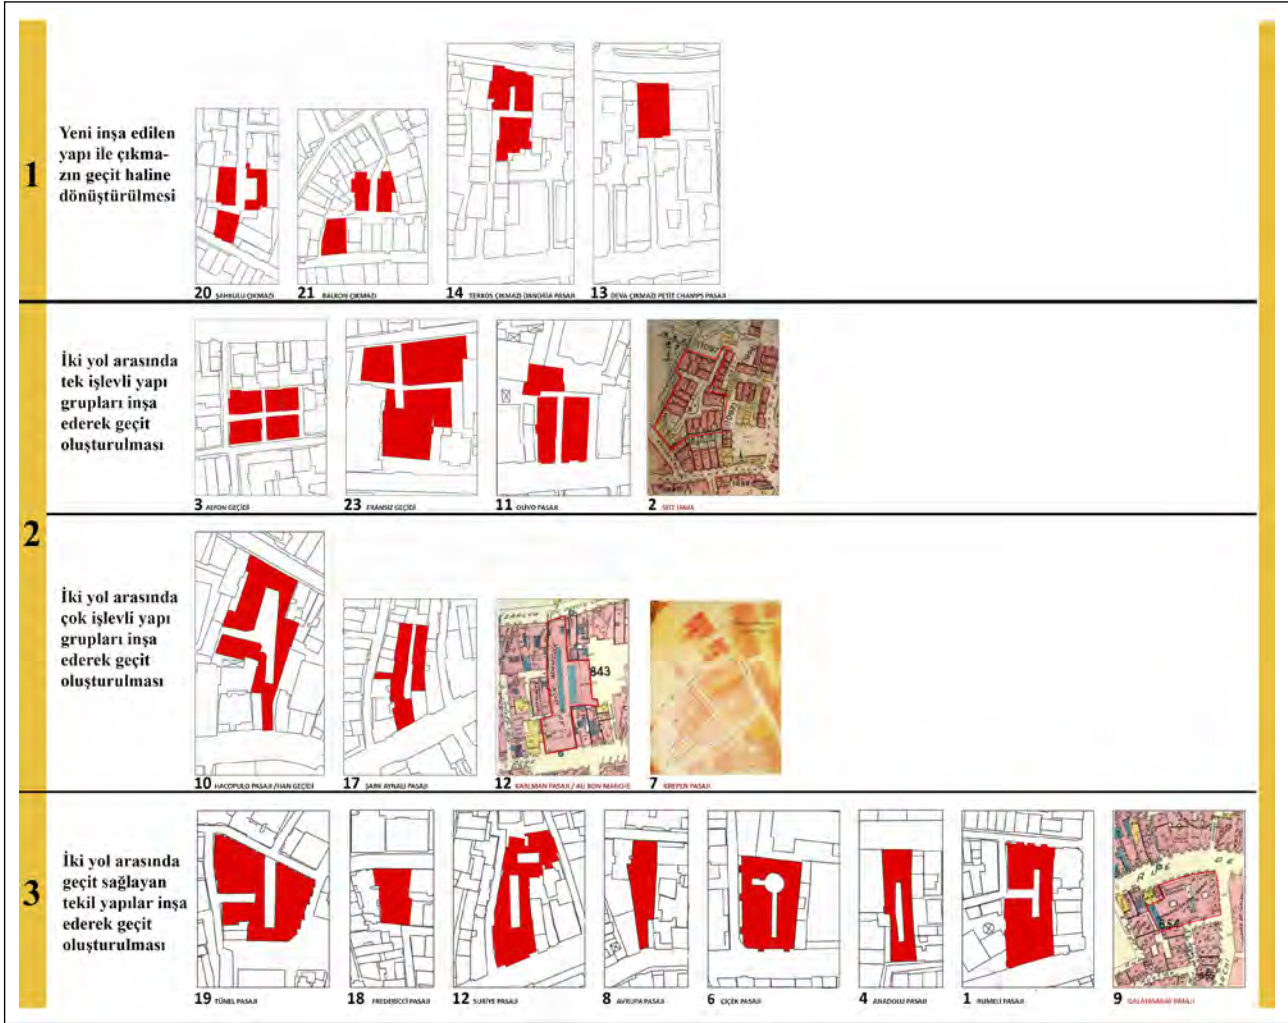 1
Yeni inşa edilen
yapı ile çıkma-
zın geçit haline
dönüştürülmesi
20 ŞAHKULU ÇIKMAZI
21 BALKON ÇIKMAZI
14 TERKOS ÇIKMAZI DANDRIA PASAJI
13 DEVA ÇIKMAZI PETIT CHAMPS PASAJI
2
İki yol arasında
tek işlevli yapı
grupları inşa
ederek geçit
oluşturulması
3 AFON GEÇİDİ
23 FRANSIZ GEÇİDİ
11 OLİVO PASAJI
2
İki yol arasında
çok işlevli yapı
grupları inşa
ederek geçit
oluşturulması
10 HACOPULO PASAJI /HAN GEÇİDİ
17 ŞARK AYNALI PASAJI
843
12 KARLMAN PASAJI / AU BON MARCHE
7 KREPEN PASAJI
3
İki yol arasında
geçit sağlayan
tekil yapılar inşa
ederek geçit
oluşturulması
19 TÜNEL PASAJI
18 FREDERİCCİ PASAJI
12 SURİYE PASAJI
8 AVRUPA PASAJI
6 ÇİÇEK PASAJI
4 ANADOLU PASAJI
1 RUMELİ PASAJI
RUE DE
854
9 GALATASARAY PASAJI